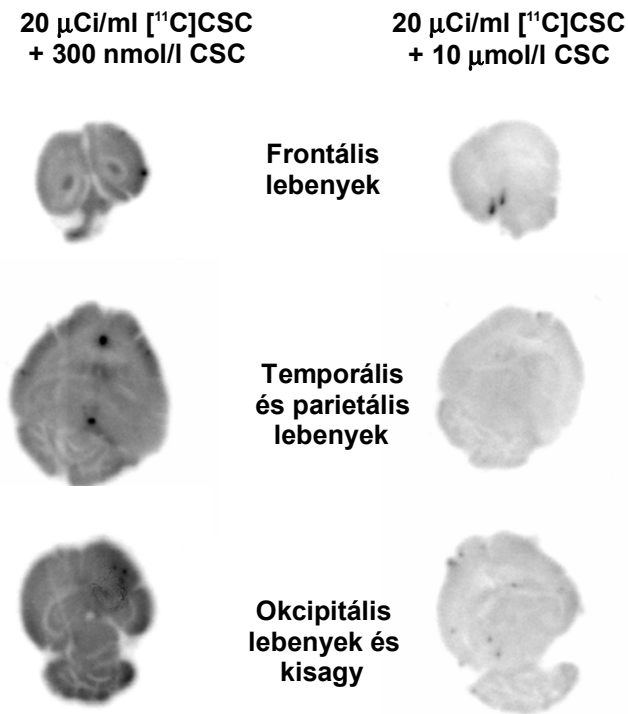 20 μCi/ml [¹¹C]CSC
+ 300 nmol/l CSC
20 μCi/ml [¹¹C]CSC
+ 10 μmol/l CSC
Frontális
lebenyek
Temporális
és parietális
lebenyek
Okcipitális
lebenyek és
kisagy